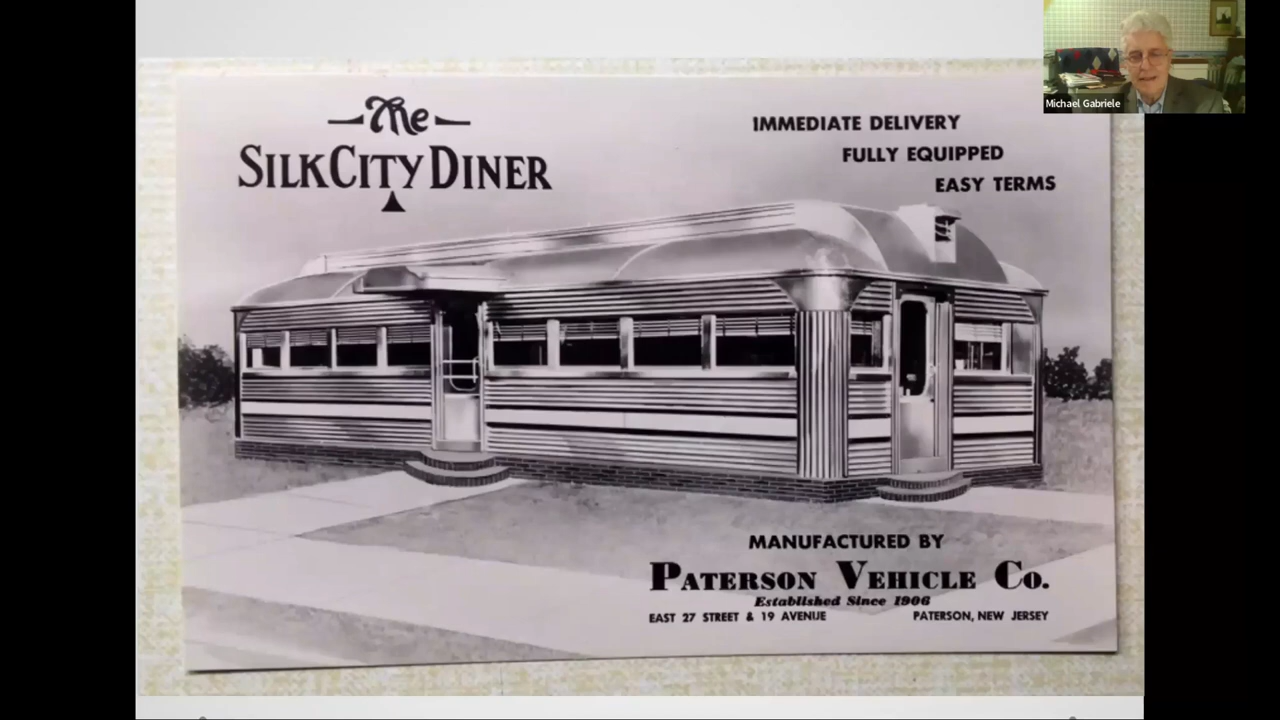 The
SILK CITY DINER
IMMEDIATE DELIVERY
FULLY EQUIPPED
EASY TERMS
Michael Gabriele
MANUFACTURED BY
PATERSON VEHICLE CO.
Established Since 1906
EAST 27 STREET & 19 AVENUE PATERSON, NEW JERSEY